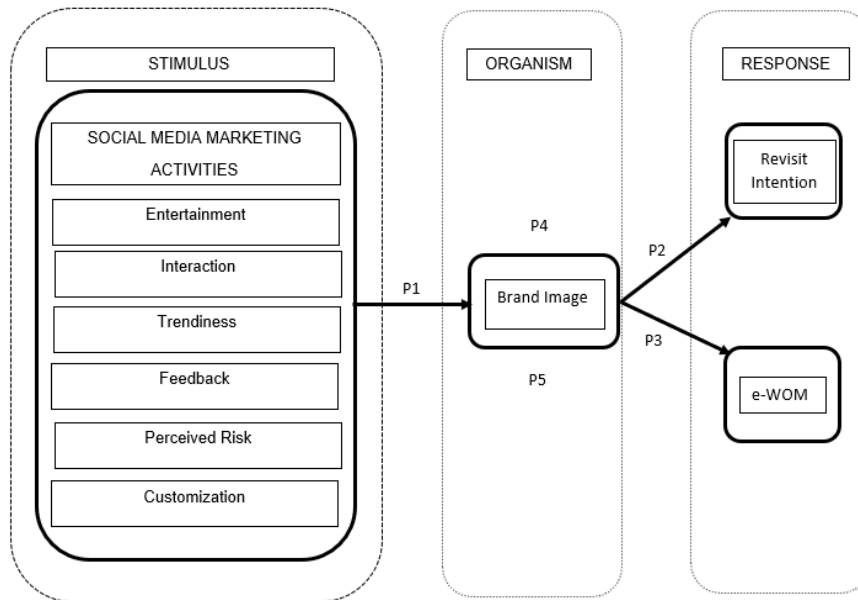 STIMULUS
ORGANISM
RESPONSE
SOCIAL MEDIA MARKETING
ACTIVITIES
Entertainment
Interaction
Trendiness
Feedback
Perceived Risk
Customization
P1
P4
Brand Image
P5
P2
P3
Revisit
Intention
e-WOM